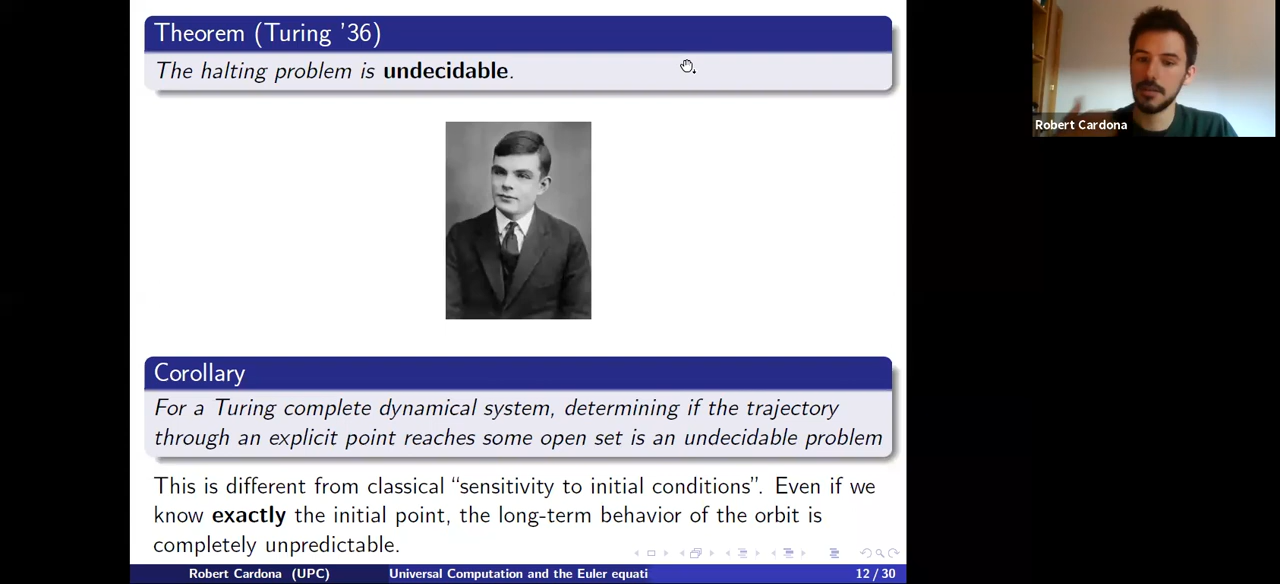 Theorem (Turing '36)
The halting problem is undecidable.
Robert Cardona
Corollary
For a Turing complete dynamical system, determining if the trajectory
through an explicit point reaches some open set is an undecidable problem
This is different from classical “sensitivity to initial conditions”. Even if we
know exactly the initial point, the long-term behavior of the orbit is
completely unpredictable.
Robert Cardona (UPC) Universal Computation and the Euler equati 12 / 30